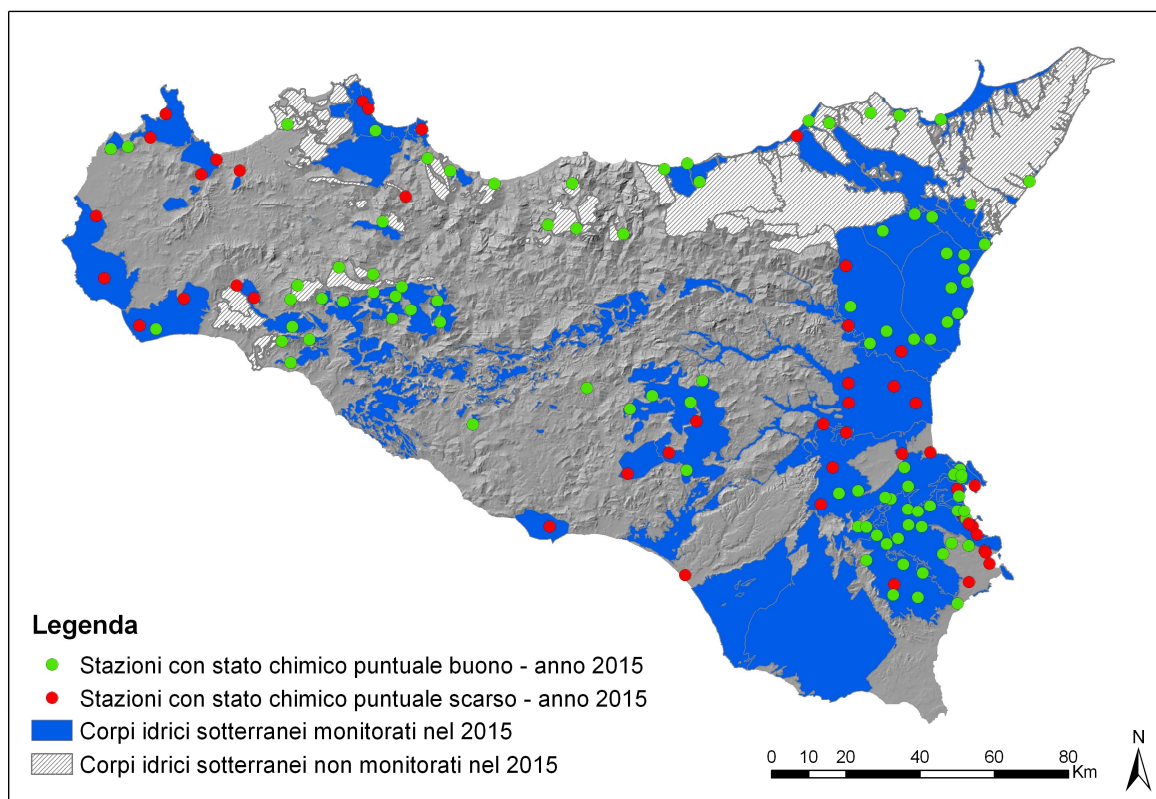 Legenda
Stazioni con stato chimico puntuale buono - anno 2015
Stazioni con stato chimico puntuale scarso - anno 2015
Corpi idrici sotterranei monitorati nel 2015
Corpi idrici sotterranei non monitorati nel 2015
0 10 20 40 60 80
Km
N